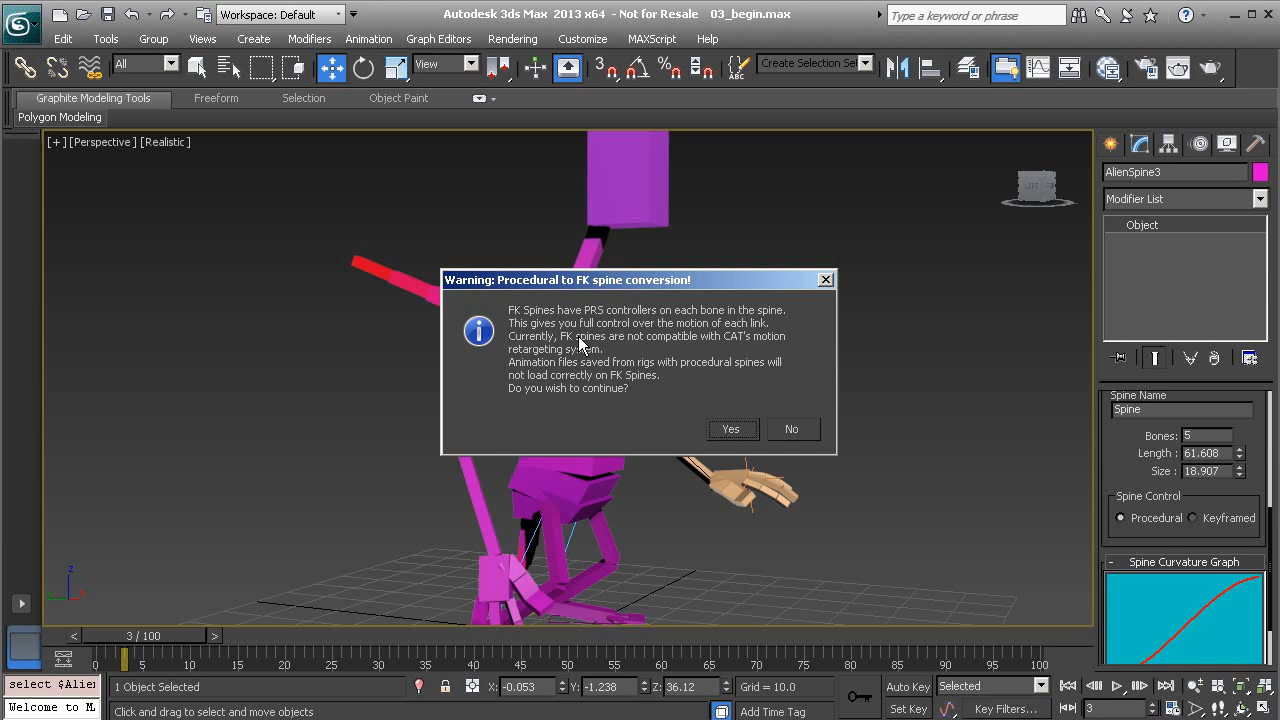 Workspace: Default
Autodesk 3ds Max 2013 x64 - Not for Resale 03_begin.max
Type a keyword or phrase
Edit Tools Group Views Create Modifiers Animation Graph Editors Rendering Customize MAXScript Help
All
View
3
Create Selection Se
Graphite Modeling Tools Freeform Selection Object Paint
Polygon Modeling
[+] [Perspective ] [Realistic ]
LEFT
AlienSpine3
Modifier List
Object
Warning: Procedural to FK spine conversion!
FK Spines have PRS controllers on each bone in the spine.
This gives you full control over the motion of each link.
Currently, FK spines are not compatible with CAT's motion
retargeting system.
Animation files saved from rigs with procedural spines will
not load correctly on FK Spines.
Do you wish to continue?
Yes No
Spine Name
Spine
Bones: 5
Length : 61.608
Size : 18.907
Spine Control
Procedural Keyframed
- Spine Curvature Graph
z
x
< 3 / 100 >
0 5 10 15 20 25 30 35 40 45 50 55 60 65 70 75 80 85 90 95 100
select $Alien
1 Object Selected
X: -0.053 Y: -1.238 Z: 36.12
Grid = 10.0
Auto Key Selected
Welcome to M
Click and drag to select and move objects
Add Time Tag
Set Key Key Filters...
3